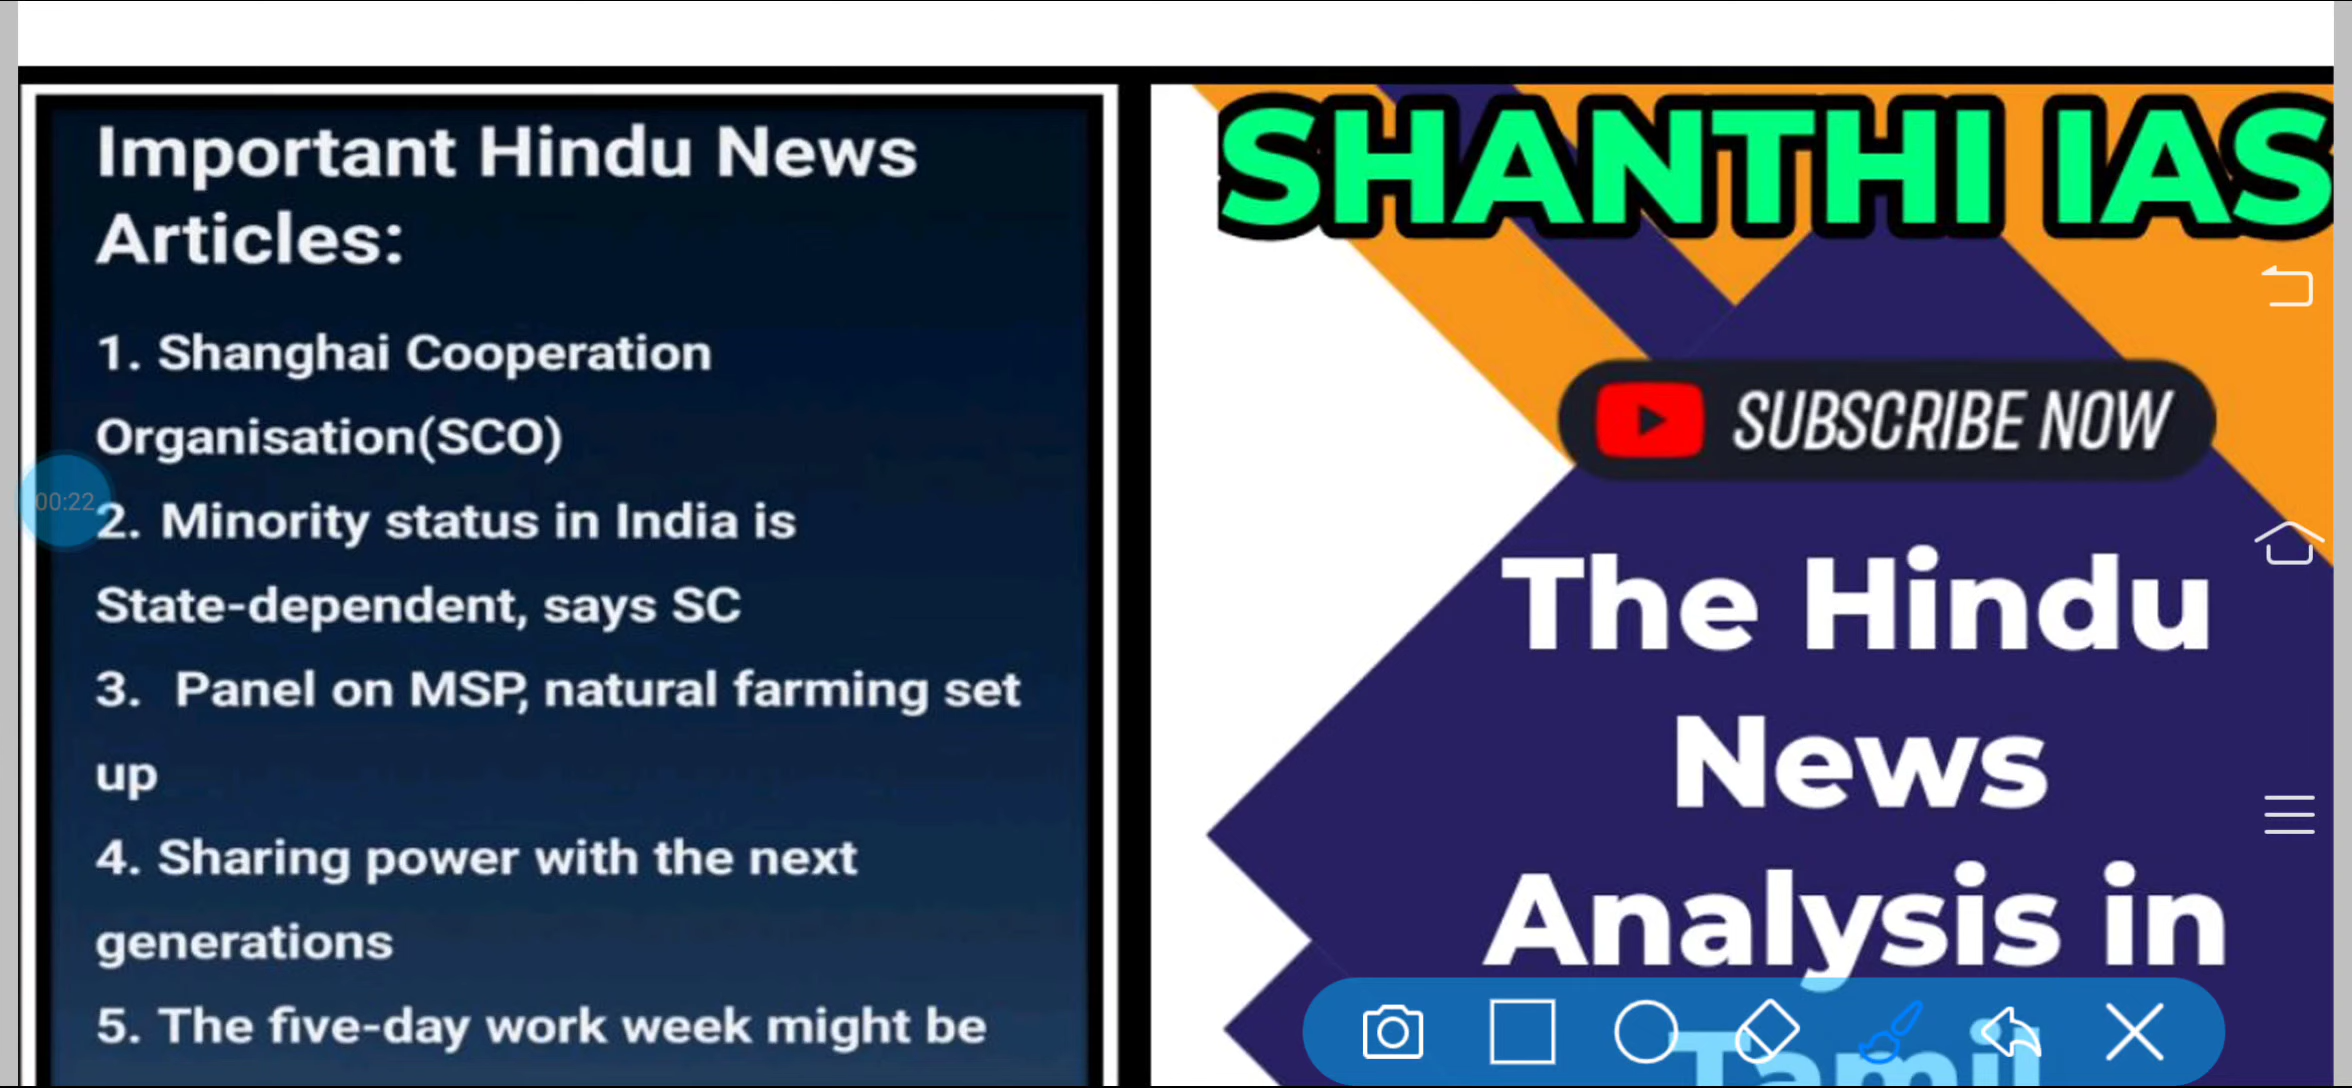 Important Hindu News
Articles:
1. Shanghai Cooperation
Organisation(SCO)
2. Minority status in India is
State-dependent, says SC
3. Panel on MSP, natural farming set
up
4. Sharing power with the next
generations
5. The five-day work week might be
00:22
SHANTHI IAS
SUBSCRIBE NOW
The Hindu
News
Analysis in
Tamil